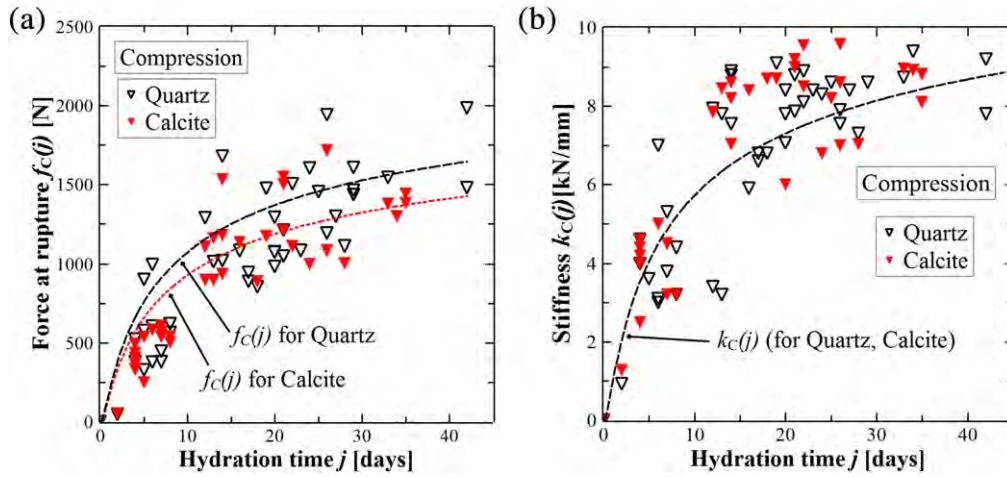 (a)
Force at rupture fC(j) [N]
2500
2000
1500
1000
500
0
Compression
Quartz
Calcite
fC(j) for Quartz
fC(j) for Calcite
0 10 20 30 40
Hydration time j [days]
(b)
Stiffness kC(j)[kN/mm]
10
8
6
4
2
0
Compression
Quartz
Calcite
kC(j) (for Quartz, Calcite)
0 10 20 30 40
Hydration time j [days]